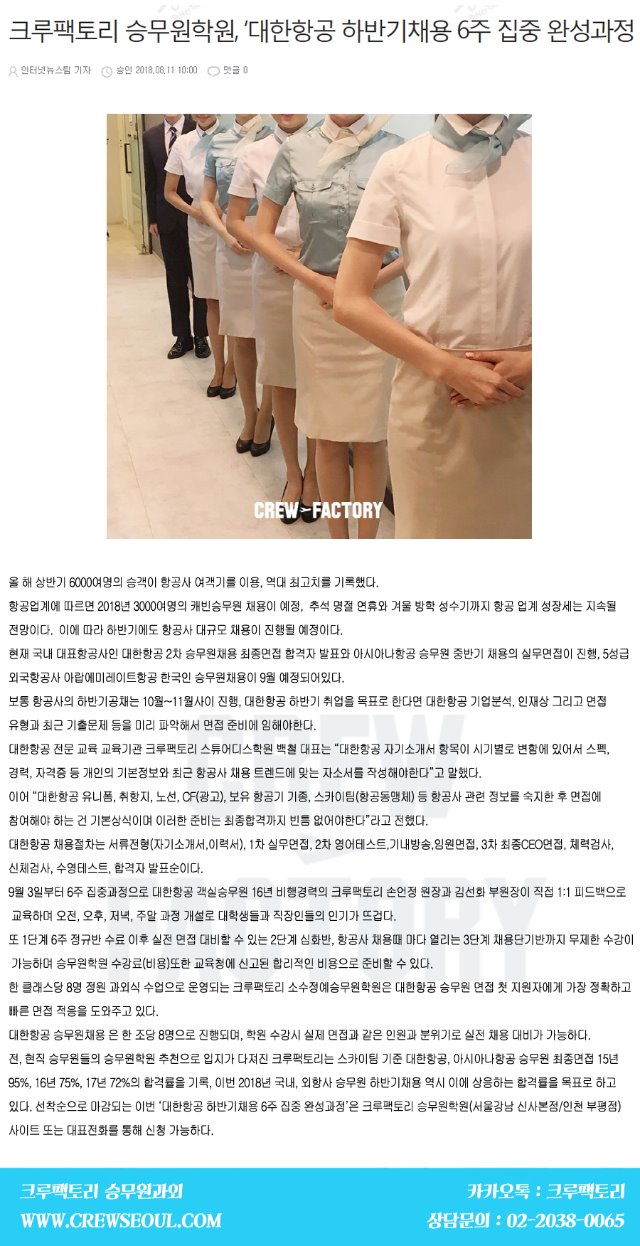 크루팩토리 승무원학원, ‘대한항공 하반기채용 6주 집중 완성과정
인터넷뉴스팀 기자 승인 2018.08.11 10:00 댓글 0
CREW FACTORY
올 해 상반기 6000여명의 승객이 항공사 여객기를 이용, 역대 최고치를 기록했다.
항공업계에 따르면 2018년 3000여명의 캐빈승무원 채용이 예정, 추석 명절 연휴와 겨울 방학 성수기까지 항공 업계 성장세는 지속될
전망이다. 이에 따라 하반기에도 항공사 대규모 채용이 진행될 예정이다.
현재 국내 대표항공사인 대한항공 2차 승무원채용 최종면접 합격자 발표와 아시아나항공 승무원 중반기 채용의 실무면접이 진행, 5성급
외국항공사 아랍에미레이트항공 한국인 승무원채용이 9월 예정되어있다.
보통 항공사의 하반기공채는 10월~11월사이 진행, 대한항공 하반기 취업을 목표로 한다면 대한항공 기업분석, 인재상 그리고 면접
유형과 최근 기출문제 등을 미리 파악해서 면접 준비에 임해야한다.
대한항공 전문 교육 교육기관 크루팩토리 스튜어디스학원 백철 대표는 “대한항공 자기소개서 항목이 시기별로 변함에 있어서 스펙,
경력, 자격증 등 개인의 기본정보와 최근 항공사 채용 트렌드에 맞는 자소서를 작성해야한다”고 말했다.
이어 “대한항공 유니폼, 취항지, 노선, CF(광고), 보유 항공기 기종, 스카이팀(항공동맹체) 등 항공사 관련 정보를 숙지한 후 면접에
참여해야 하는 건 기본상식이며 이러한 준비는 최종합격까지 빈틈 없어야한다”라고 전했다.
대한항공 채용절차는 서류전형(자기소개서,이력서), 1차 실무면접, 2차 영어테스트,기내방송,임원면접, 3차 최종CEO면접, 체력검사,
신체검사, 수영테스트, 합격자 발표순이다.
9월 3일부터 6주 집중과정으로 대한항공 객실승무원 16년 비행경력의 크루팩토리 손언정 원장과 김선화 부원장이 직접 1:1 피드백으로
교육하며 오전, 오후, 저녁, 주말 과정 개설로 대학생들과 직장인들의 인기가 뜨겁다.
또 1단계 6주 정규반 수료 이후 실전 면접 대비할 수 있는 2단계 심화반, 항공사 채용때 마다 열리는 3단계 채용단기반까지 무제한 수강이
가능하며 승무원학원 수강료(비용)또한 교육청에 신고된 합리적인 비용으로 준비할 수 있다.
한 클래스당 8명 정원 과외식 수업으로 운영되는 크루팩토리 소수정예승무원학원은 대한항공 승무원 면접 첫 지원자에게 가장 정확하고
빠른 면접 적응을 도와주고 있다.
대한항공 승무원채용 은 한 조당 8명으로 진행되며, 학원 수강시 실제 면접과 같은 인원과 분위기로 실전 채용 대비가 가능하다.
전, 현직 승무원들의 승무원학원 추천으로 입지가 다져진 크루팩토리는 스카이팀 기준 대한항공, 아시아나항공 승무원 최종면접 15년
95%, 16년 75%, 17년 72%의 합격률을 기록, 이번 2018년 국내, 외항사 승무원 하반기채용 역시 이에 상응하는 합격률을 목표로 하고
있다. 선착순으로 마감되는 이번 ‘대한항공 하반기채용 6주 집중 완성과정’은 크루팩토리 승무원학원(서울강남 신사본점/인천 부평점)
사이트 또는 대표전화를 통해 신청 가능하다.
CREW
FACTORY
크루팩토리 승무원과외 카카오톡 : 크루팩토리
WWW.CREWSEOUL.COM 상담문의 : 02-2038-0065